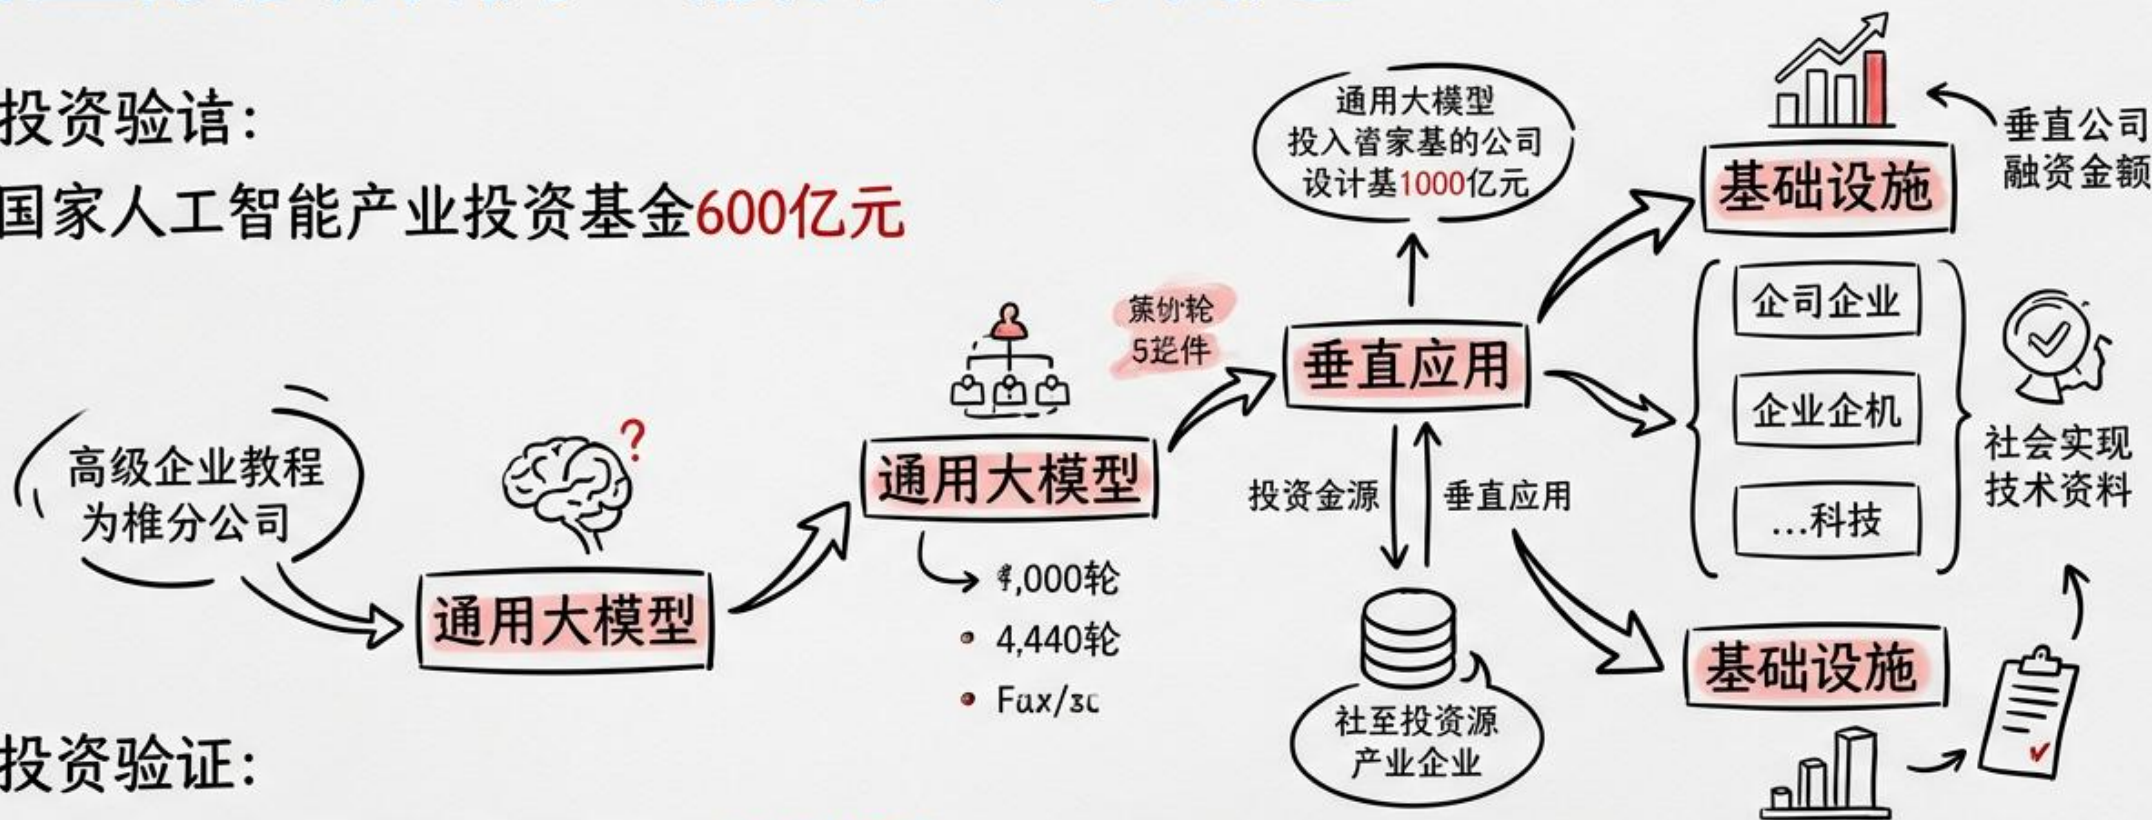 投资验
国家人工智能产业投资基金600亿元
通用大模型
投入 家基的公司
设计基1000亿元
垂直公司
融资金额
基础设施
企司企业
企业企机
...科技
社会实现
技术资料
轮
5 件
垂直应用
高级企业教程
为椎分公司
?
通用大模型
通用大模型
,000轮
4,440轮
投资金源
垂直应用
基础设施
社至投资源
产业企业
投资验证: